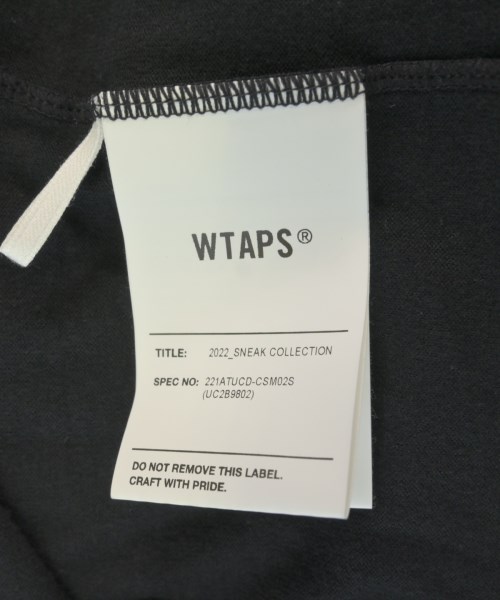 WTAPS®
TITLE: 2022_SNEAK COLLECTION
SPEC NO: 221ATUCD-CSM02S
(UC2B9802)
DO NOT REMOVE THIS LABEL.
CRAFT WITH PRIDE.